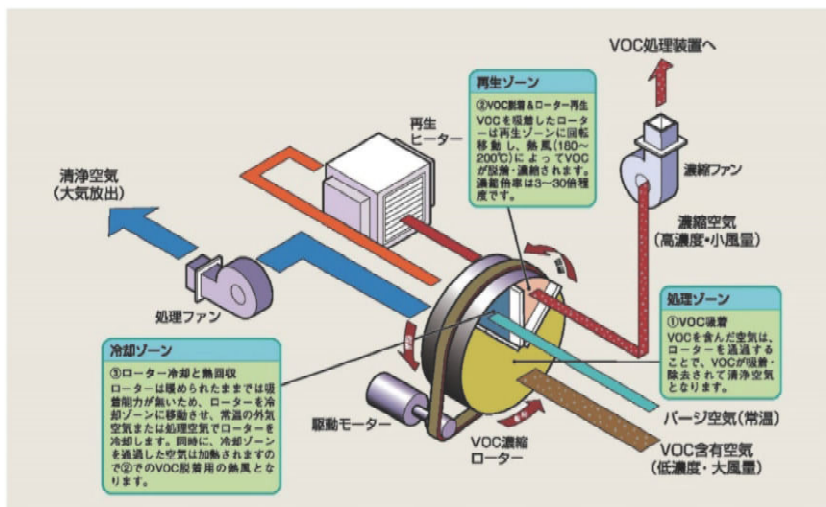 VOC処理装置へ
再生ゾーン
②VOC脱着&ローター再生
VOCを吸着したロータ
ーは再生ゾーンに回転
移動し、熱風(180〜
200℃)によってVOC
が脱着・濃縮されます。
濃縮倍率は3〜30倍程
度です。
再生
ヒーター
濃縮ファン
清浄空気
(大気放出)
濃縮空気
(高濃度・小風量)
処理ファン
処理ゾーン
①VOC吸着
VOCを含んだ空気は、
ローターを通過する
ことで、VOCが吸着・
除去されて清浄空気
となります。
冷却ゾーン
③ローター冷却と熱回収
ローターは暖められたままでは吸
着能力が無いため、ローターを冷
却ゾーンに移動させ、常温の外気
空気または処理空気でローターを
冷却します。同時に、冷却ゾーン
を通過した空気は加熱されますの
で②でのVOC脱着用の熱風とな
ります。
駆動モーター
VOC濃縮
ローター
パージ空気(常温)
VOC含有空気
(低濃度・大風量)